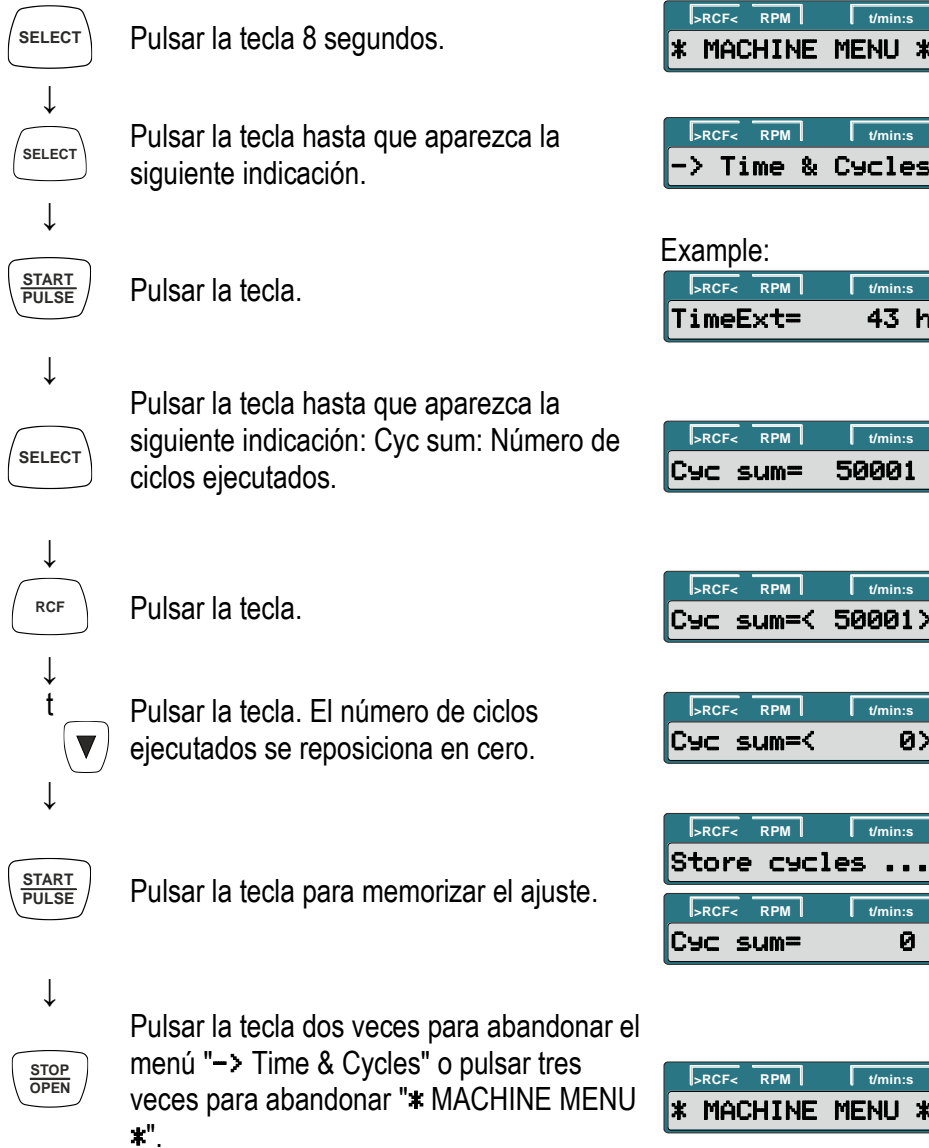 SELECT
Pulsar la tecla 8 segundos.
>RCF< RPM t/min:s
* MACHINE MENU *
↓
SELECT
Pulsar la tecla hasta que aparezca la
siguiente indicación.
>RCF< RPM t/min:s
-> Time & Cycles
↓
START
PULSE
Pulsar la tecla.
Example:
>RCF< RPM t/min:s
TimeExt= 43 h
↓
SELECT
Pulsar la tecla hasta que aparezca la
siguiente indicación: Cyc sum: Número de
ciclos ejecutados.
>RCF< RPM t/min:s
Cyc sum= 50001
↓
RCF
Pulsar la tecla.
>RCF< RPM t/min:s
Cyc sum=< 50001>
↓
t
▼
Pulsar la tecla. El número de ciclos
ejecutados se reposiciona en cero.
>RCF< RPM t/min:s
Cyc sum=< 0>
↓
START
PULSE
Pulsar la tecla para memorizar el ajuste.
>RCF< RPM t/min:s
Store cycles ...
>RCF< RPM t/min:s
Cyc sum= 0
↓
STOP
OPEN
Pulsar la tecla dos veces para abandonar el
menú "-> Time & Cycles" o pulsar tres
veces para abandonar "* MACHINE MENU
*".
>RCF< RPM t/min:s
* MACHINE MENU *